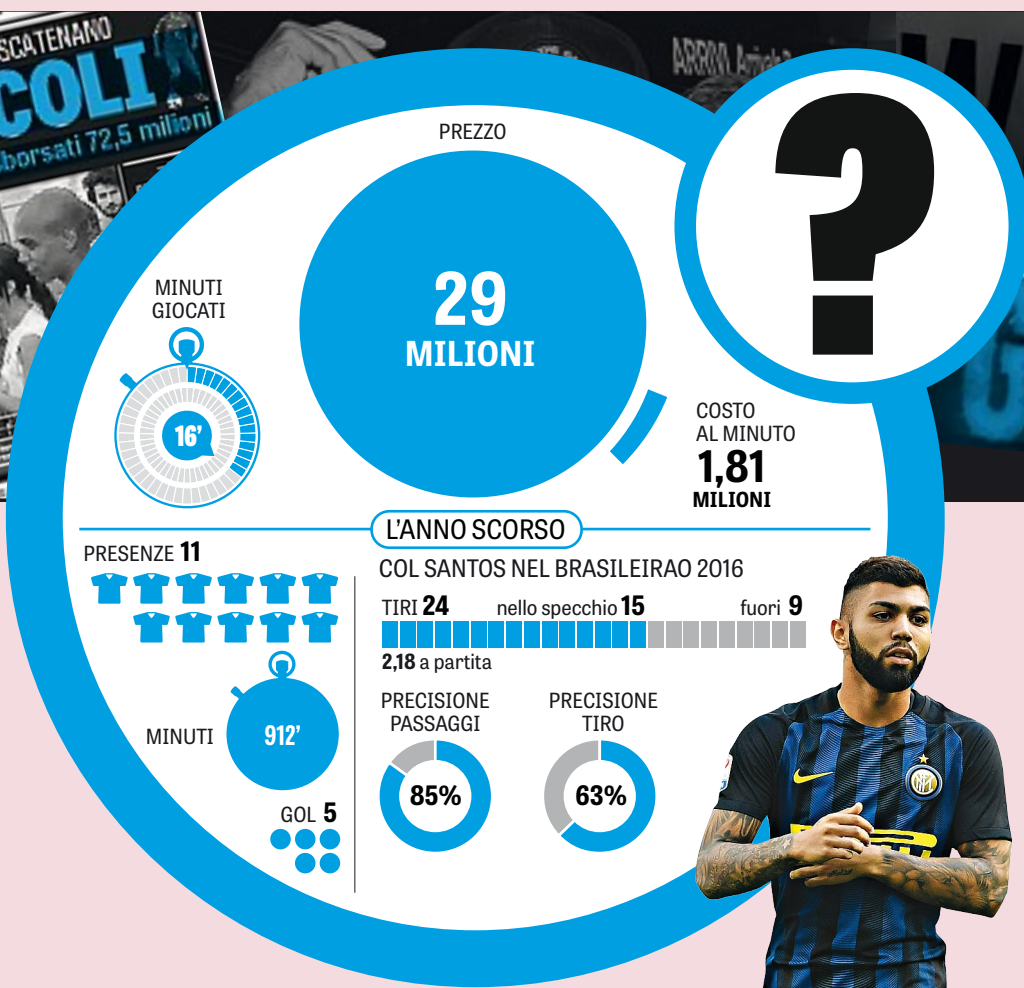 SCATENANO
COLI
borsati 72,5 milioni
PREZZO
29
MILIONI
MINUTI
GIOCATI
16’
COSTO
AL MINUTO
1,81
MILIONI
?
L’ANNO SCORSO
PRESENZE 11
MINUTI
912’
GOL 5
COL SANTOS NEL BRASILEIRAO 2016
TIRI 24 nello specchio 15 fuori 9
2,18 a partita
PRECISIONE
PASSAGGI
85%
PRECISIONE
TIRO
63%